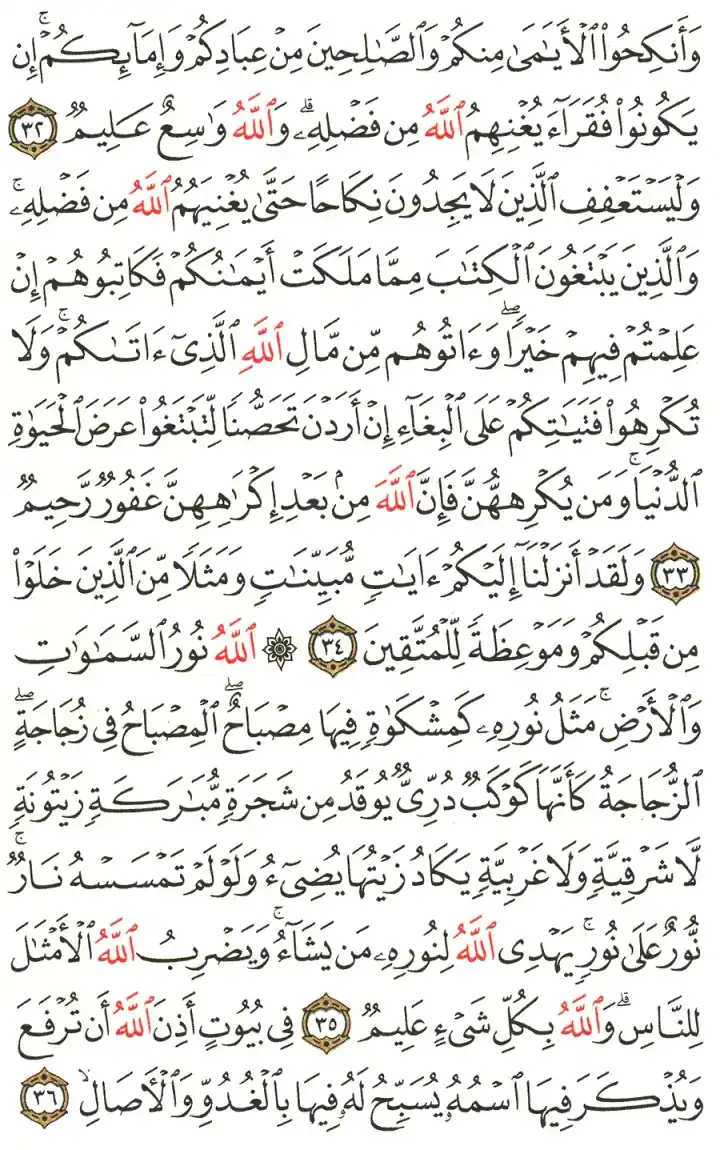 وَأَنكِحُوا۟ ٱلْأَيَـٰمَىٰ مِنكُمْ وَٱلصَّـٰلِحِينَ مِنْ عِبَادِكُمْ وَإِمَآئِكُمْ ۚ إِن
يَكُونُوا۟ فُقَرَآءَ يُغْنِهِمُ ٱللَّهُ مِن فَضْلِهِۦ ۗ وَٱللَّهُ وَٰسِعٌ عَلِيمٌ ٣٢
وَلْيَسْتَعْفِفِ ٱلَّذِينَ لَا يَجِدُونَ نِكَاحًا حَتَّىٰ يُغْنِيَهُمُ ٱللَّهُ مِن فَضْلِهِۦ ۗ
وَٱلَّذِينَ يَبْتَغُونَ ٱلْكِتَـٰبَ مِمَّا مَلَكَتْ أَيْمَـٰنُكُمْ فَكَاتِبُوهُمْ إِنْ
عَلِمْتُمْ فِيهِمْ خَيْرًا ۖ وَءَاتُوهُم مِّن مَّالِ ٱللَّهِ ٱلَّذِىٓ ءَاتَىٰكُمْ ۚ وَلَا
تُكْرِهُوا۟ فَتَيَـٰتِكُمْ عَلَى ٱلْبِغَآءِ إِنْ أَرَدْنَ تَحَصُّنًا لِّتَبْتَغُوا۟ عَرَضَ ٱلْحَيَوٰةِ
ٱلدُّنْيَا ۚ وَمَن يُكْرِههُّنَّ فَإِنَّ ٱللَّهَ مِنۢ بَعْدِ إِكْرَٰهِهِنَّ غَفُورٌ رَّحِيمٌ
٣٣ وَلَقَدْ أَنزَلْنَآ إِلَيْكُمْ ءَايَـٰتٍ مُّبَيِّنَـٰتٍ وَمَثَلًا مِّنَ ٱلَّذِينَ خَلَوْا۟
مِن قَبْلِكُمْ وَمَوْعِظَةً لِّلْمُتَّقِينَ ٣٤ ۞ ٱللَّهُ نُورُ ٱلسَّمَـٰوَٰتِ
وَٱلْأَرْضِ ۚ مَثَلُ نُورِهِۦ كَمِشْكَوٰةٍ فِيهَا مِصْبَاحٌ ۖ ٱلْمِصْبَاحُ فِى زُجَاجَةٍ ۖ
ٱلزُّجَاجَةُ كَأَنَّهَا كَوْكَبٌ دُرِّىٌّ يُوقَدُ مِن شَجَرَةٍ مُّبَـٰرَكَةٍ زَيْتُونَةٍ
لَّا شَرْقِيَّةٍ وَلَا غَرْبِيَّةٍ يَكَادُ زَيْتُهَا يُضِىٓءُ وَلَوْ لَمْ تَمْسَسْهُ نَارٌ ۚ
نُّورٌ عَلَىٰ نُورٍ ۗ يَهْدِى ٱللَّهُ لِنُورِهِۦ مَن يَشَآءُ ۚ وَيَضْرِبُ ٱللَّهُ ٱلْأَمْثَـٰلَ
لِلنَّاسِ ۗ وَٱللَّهُ بِكُلِّ شَىْءٍ عَلِيمٌ ٣٥ فِى بُيُوتٍ أَذِنَ ٱللَّهُ أَن تُرْفَعَ
وَيُذْكَرَ فِيهَا ٱسْمُهُۥ يُسَبِّحُ لَهُۥ فِيهَا بِٱلْغُدُوِّ وَٱلْـَٔاصَالِ ۙ ٣٦